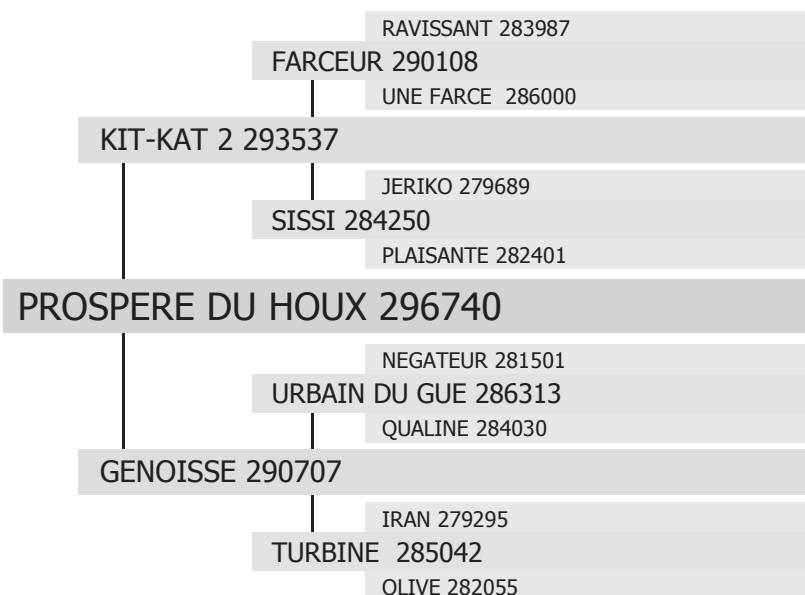 RAVISSANT 283987
FARCEUR 290108
UNE FARCE  286000
KIT-KAT 2 293537
JERIKO 279689
SISSI 284250
PLAISANTE 282401
PROSPERE DU HOUX 296740
NEGATEUR 281501
URBAIN DU GUE 286313
QUALINE 284030
GENOISSE 290707
IRAN 279295
TURBINE  285042
OLIVE 282055